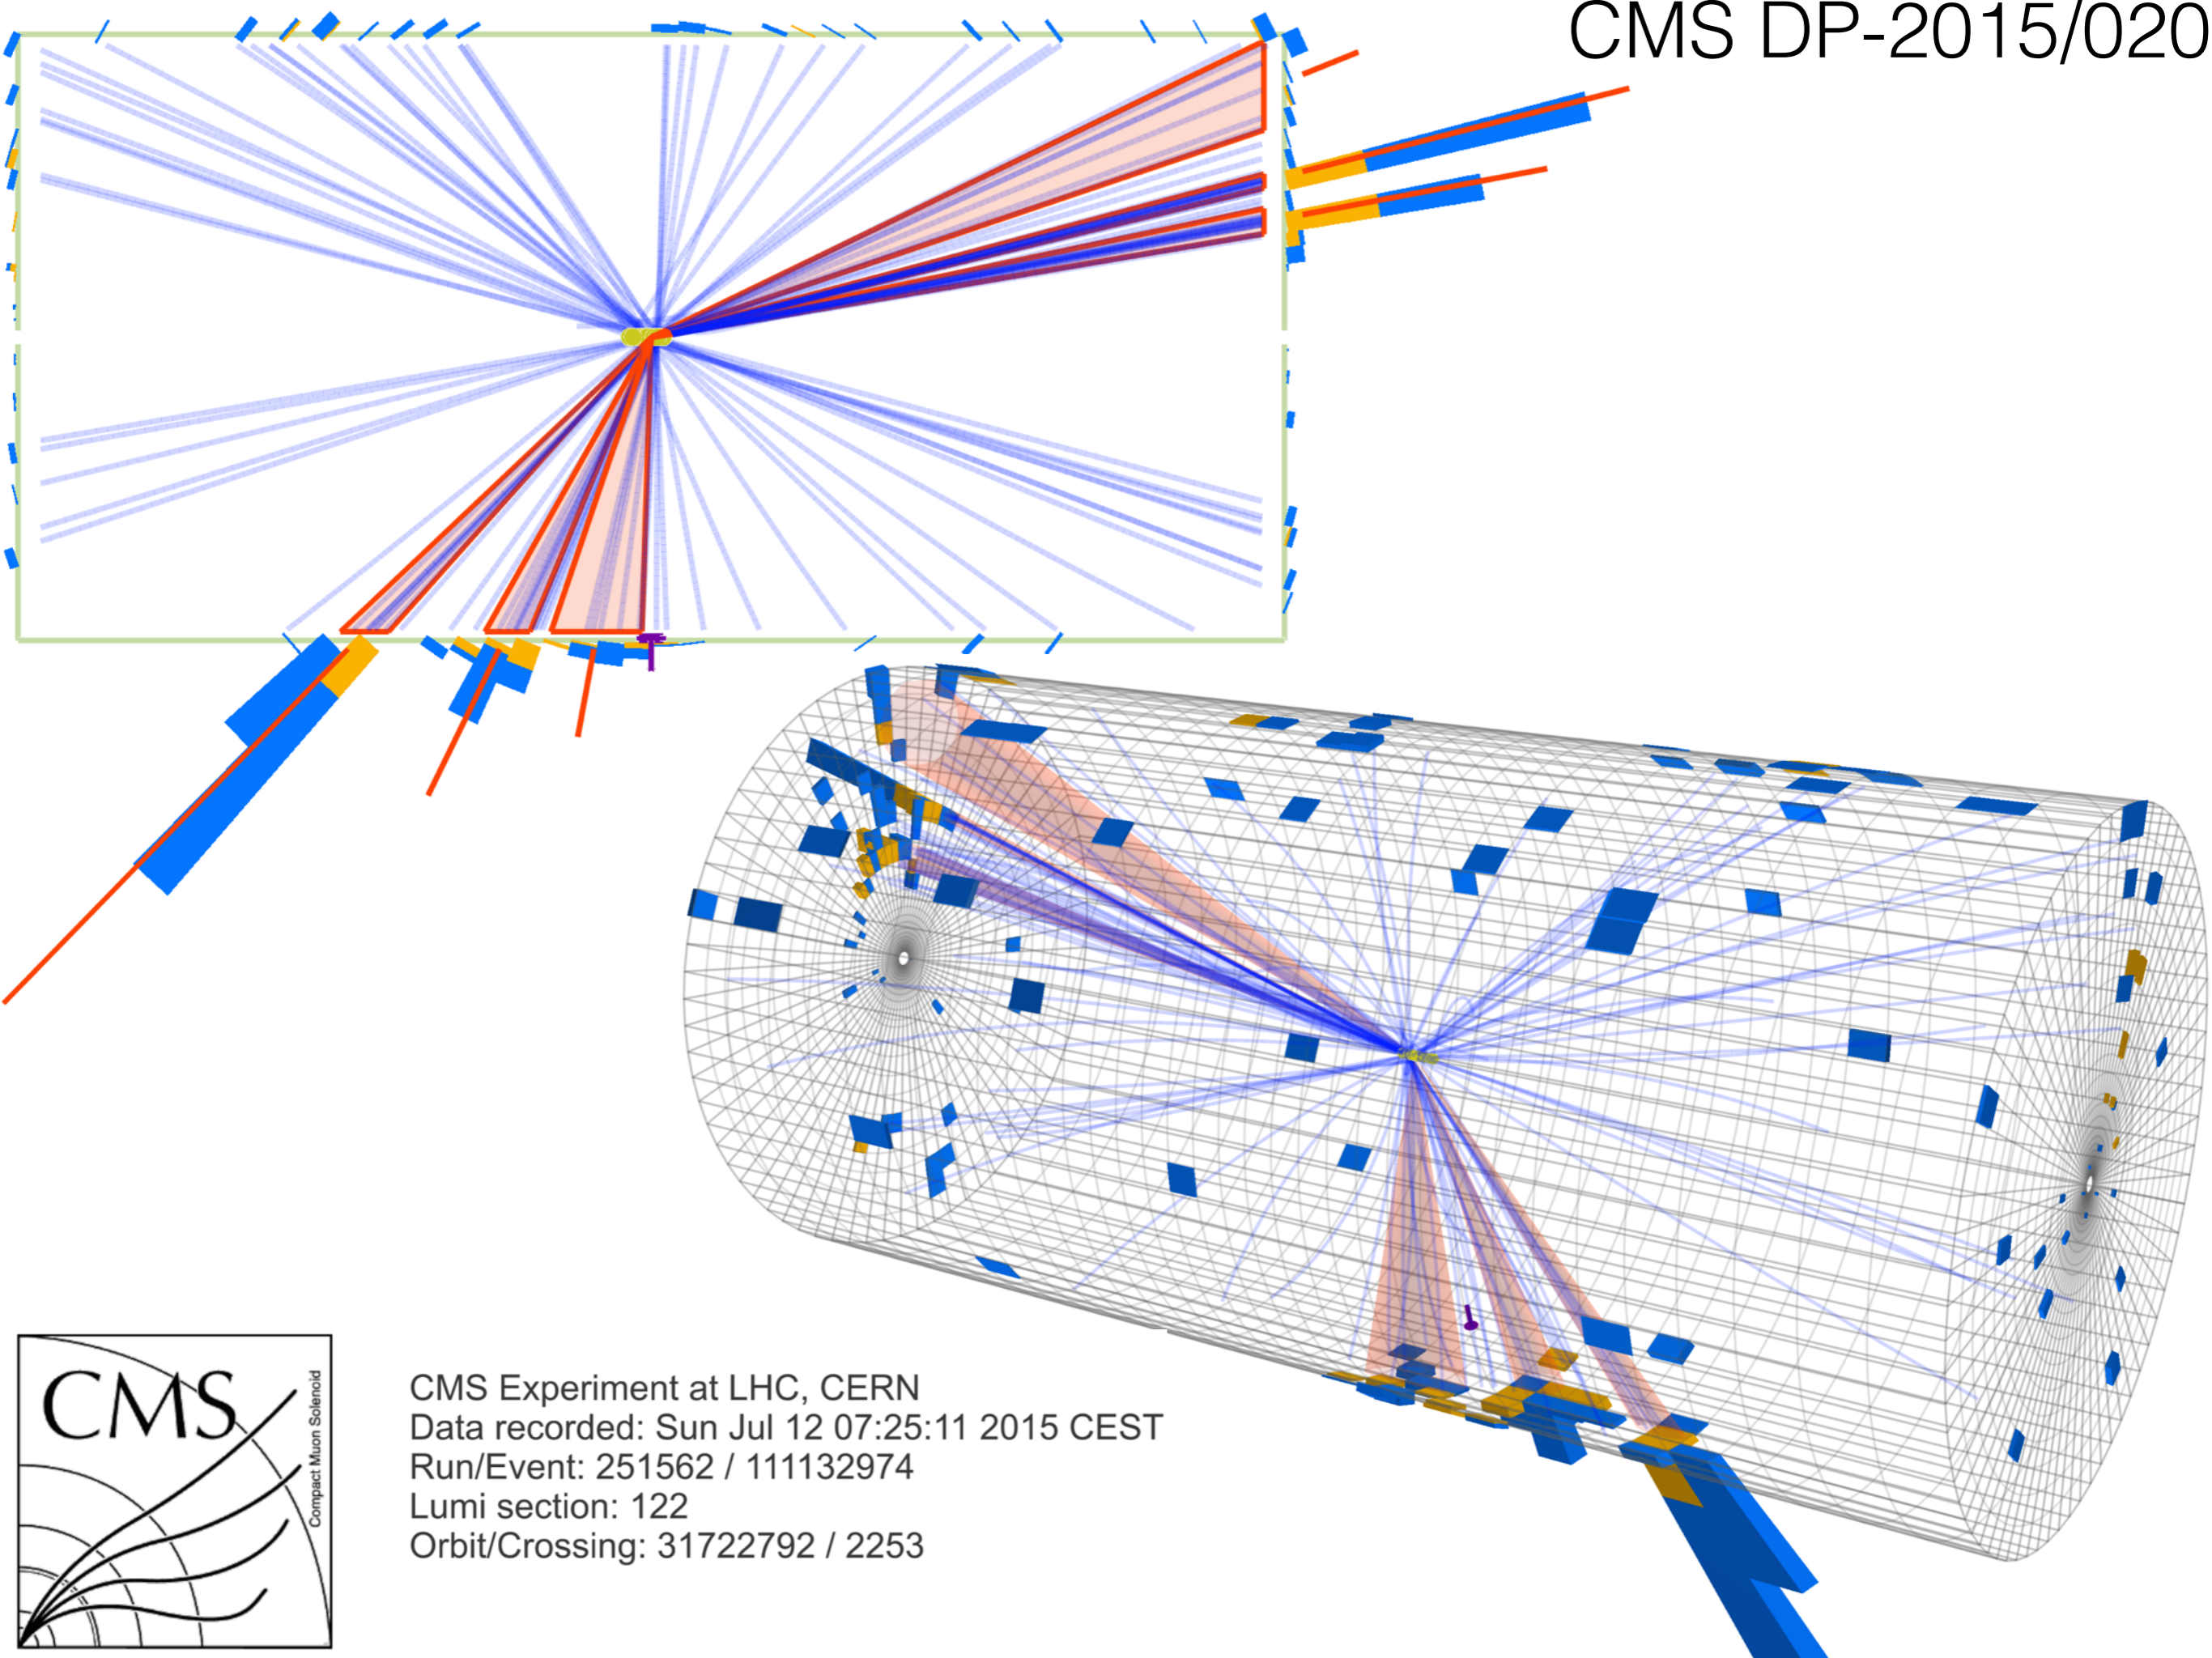 CMS DP-2015/020
CMS
Compact Muon Solenoid
CMS Experiment at LHC, CERN
Data recorded: Sun Jul 12 07:25:11 2015 CEST
Run/Event: 251562 / 111132974
Lumi section: 122
Orbit/Crossing: 31722792 / 2253